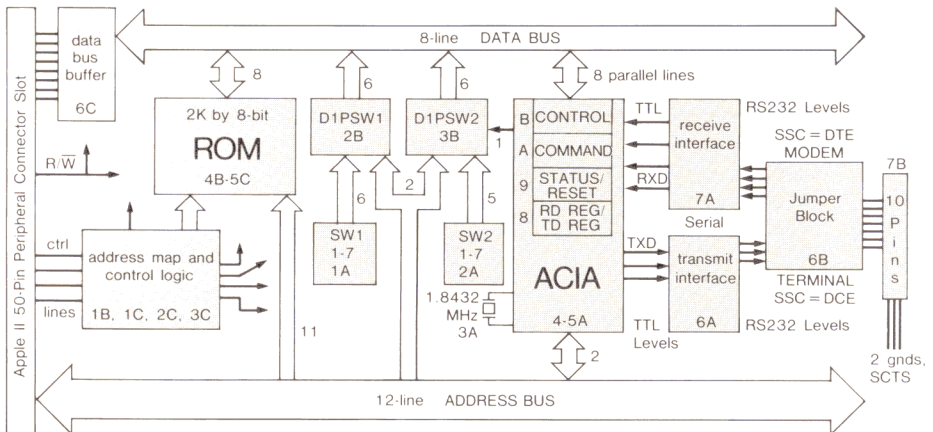 Apple II 50-Pin Peripheral Connector Slot
data
bus
buffer
6C
8-line DATA BUS
8
6
6
8 parallel lines
2K by 8-bit
ROM
4B-5C
D1PSW1
2B
D1PSW2
3B
1
2
6
5
SW1
1-7
1A
SW2
1-7
2A
R/W̅
ctrl
lines
address map and
control logic
1B, 1C, 2C, 3C
11
B CONTROL
A COMMAND
9 STATUS/
RESET
8 RD REG/
TD REG
ACIA
4-5A
1.8432
MHz
3A
2
TTL
RXD
TXD
TTL
Levels
receive
interface
7A
Serial
transmit
interface
6A
RS232 Levels
RS232 Levels
SSC = DTE
MODEM
Jumper
Block
6B
TERMINAL
SSC = DCE
7B
10
Pins
2 gnds,
SCTS
12-line ADDRESS BUS